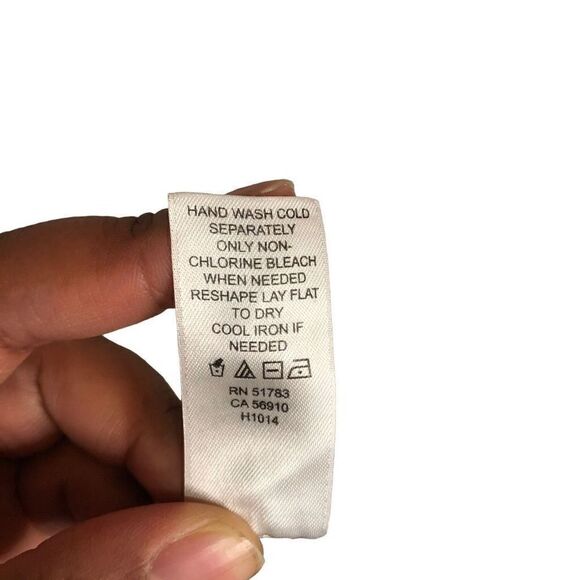 HAND WASH COLD
SEPARATELY
ONLY NON-
CHLORINE BLEACH
WHEN NEEDED
RESHAPE LAY FLAT
TO DRY
COOL IRON IF
NEEDED
RN 51783
CA 56910
H1014